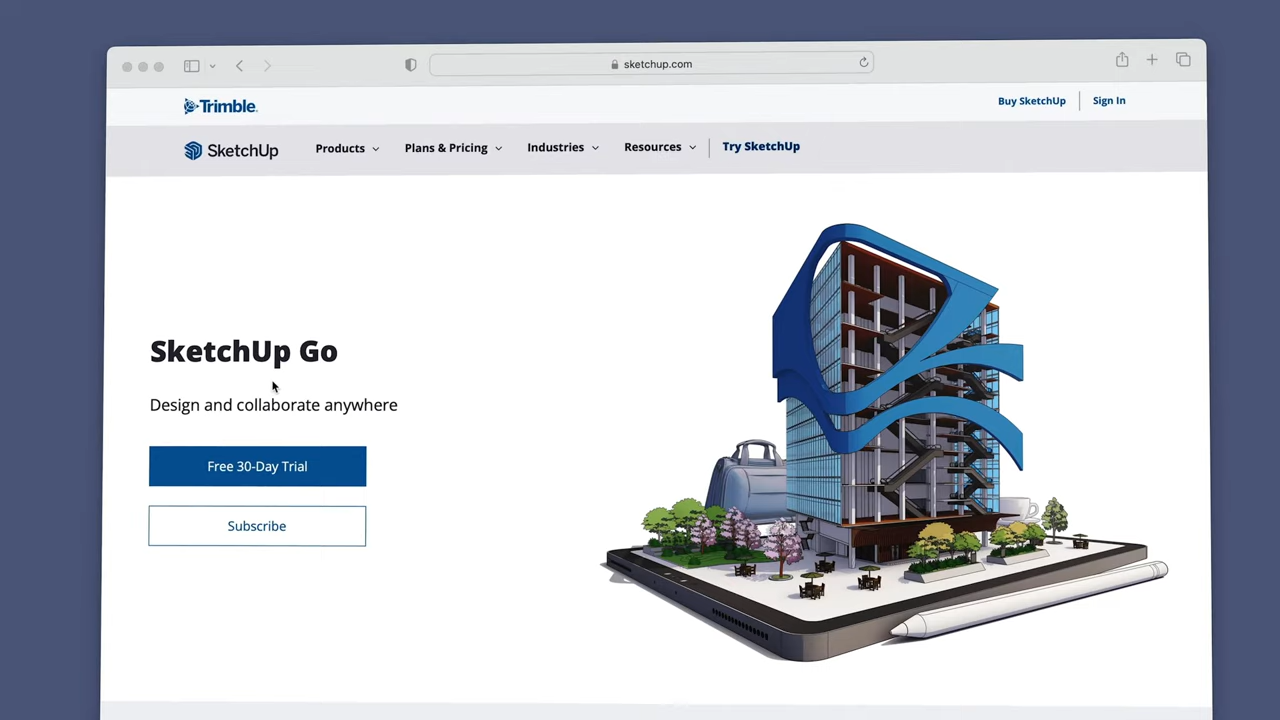 sketchup.com
Trimble
Buy SketchUp
Sign In
SketchUp
Products
Plans & Pricing
Industries
Resources
Try SketchUp
SketchUp Go
Design and collaborate anywhere
Free 30-Day Trial
Subscribe